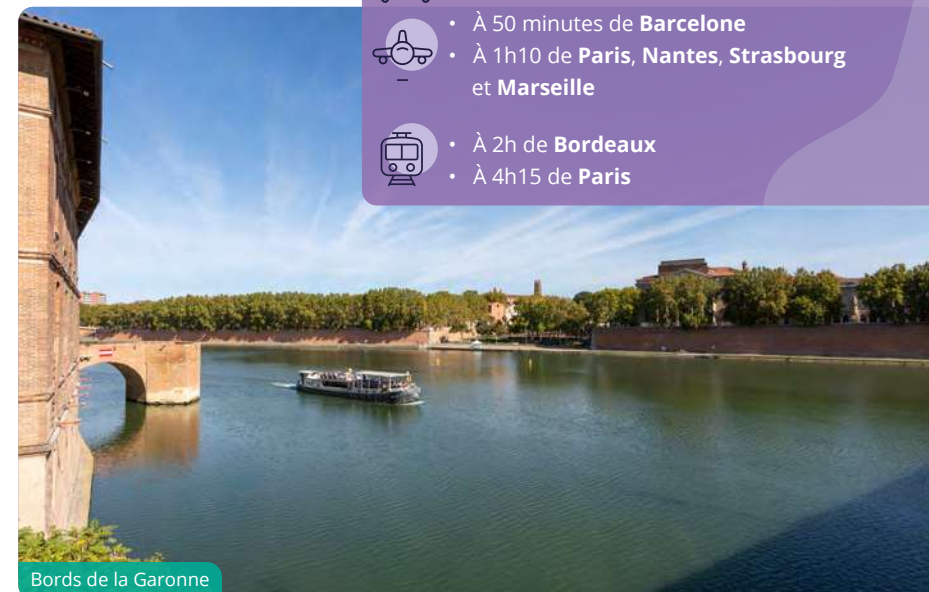 • À 50 minutes de Barcelone
• À 1h10 de Paris, Nantes, Strasbourg
et Marseille
• À 2h de Bordeaux
• À 4h15 de Paris
Bords de la Garonne